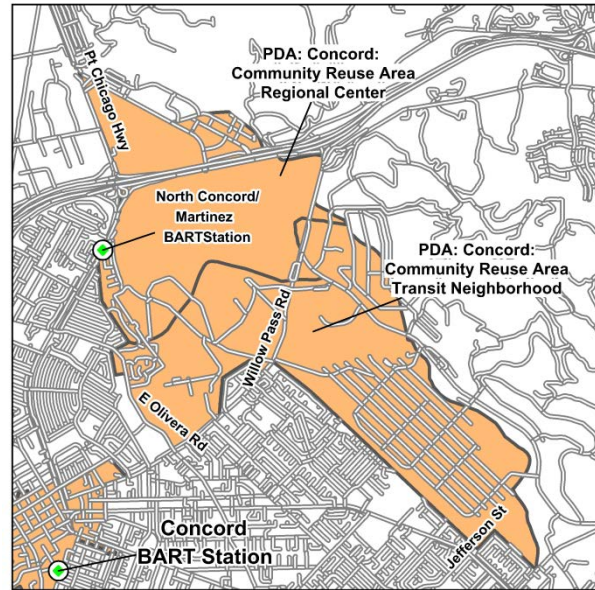 Pt Chicago Hwy
PDA: Concord:
Community Reuse Area
Regional Center
North Concord/
Martinez
BARTStation
PDA: Concord:
Community Reuse Area
Transit Neighborhood
Willow Pass Rd
E Olivera Rd
Jefferson St
Concord
BART Station